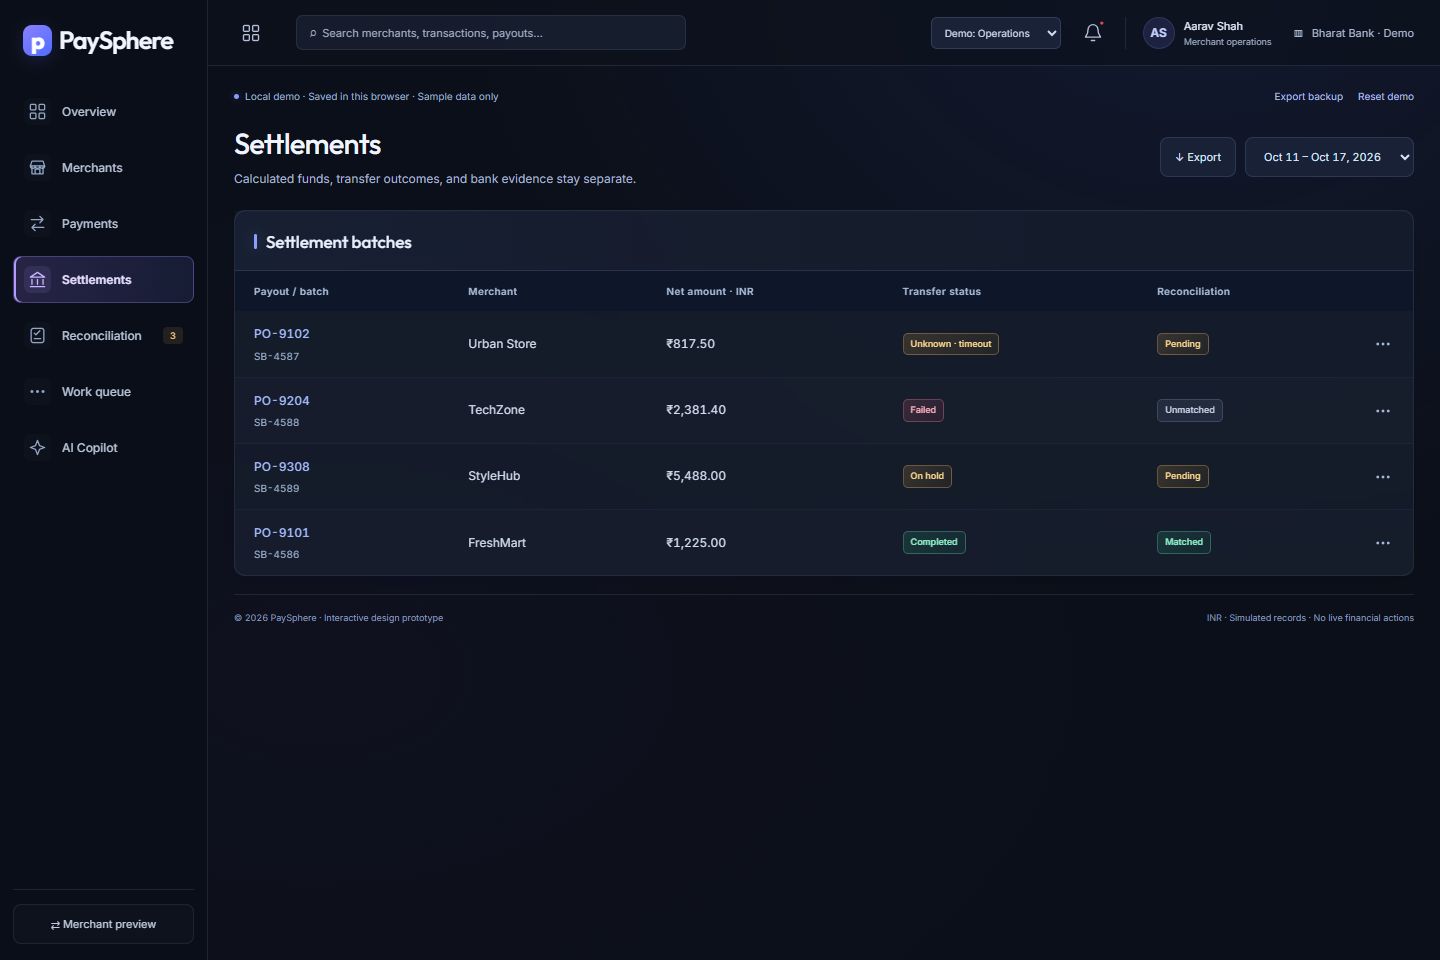 p PaySphere
Search merchants, transactions, payouts...
Demo: Operations
AS
Aarav Shah
Merchant operations
Bharat Bank · Demo
Overview
Merchants
Payments
Settlements
Reconciliation 3
Work queue
AI Copilot
⇄ Merchant preview
Local demo · Saved in this browser · Sample data only
Export backup Reset demo
Settlements
Calculated funds, transfer outcomes, and bank evidence stay separate.
↓ Export
Oct 11 – Oct 17, 2026
Settlement batches
Payout / batch Merchant Net amount · INR Transfer status Reconciliation
PO-9102 Urban Store ₹817.50 Unknown · timeout Pending
SB-4587
PO-9204 TechZone ₹2,381.40 Failed Unmatched
SB-4588
PO-9308 StyleHub ₹5,488.00 On hold Pending
SB-4589
PO-9101 FreshMart ₹1,225.00 Completed Matched
SB-4586
© 2026 PaySphere · Interactive design prototype
INR · Simulated records · No live financial actions